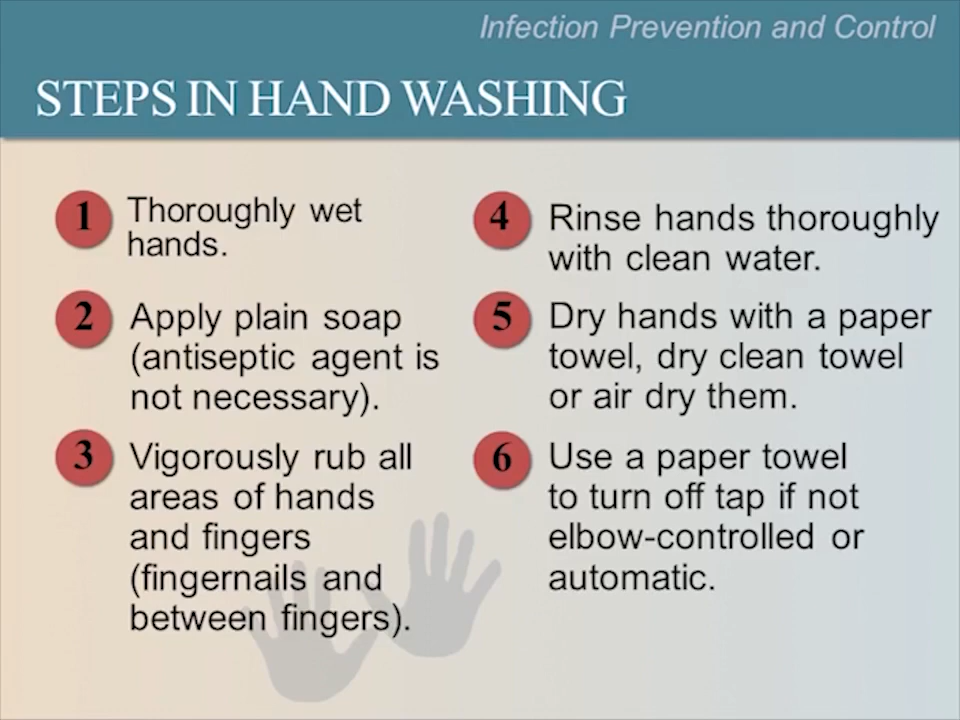 Infection Prevention and Control
STEPS IN HAND WASHING
1
Thoroughly wet
hands.
2
Apply plain soap
(antiseptic agent is
not necessary).
3
Vigorously rub all
areas of hands
and fingers
(fingernails and
between fingers).
4
Rinse hands thoroughly
with clean water.
5
Dry hands with a paper
towel, dry clean towel
or air dry them.
6
Use a paper towel
to turn off tap if not
elbow-controlled or
automatic.